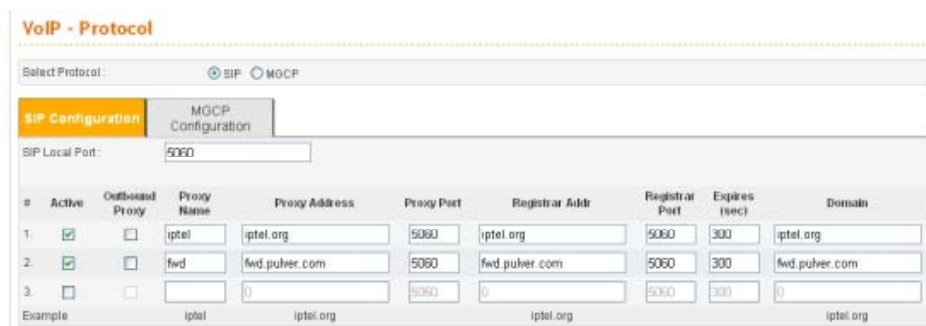 VoIP - Protocol
Select Protocol : SIP MGCP
SIP Configuration MGCP Configuration
SIP Local Port : 5060
# Active Outbound Proxy Proxy Name Proxy Address Proxy Port Registrar Addr Registrar Port Expires (sec) Domain
1. iptel iptel.org 5060 iptel.org 5060 300 iptel.org
2. fwd fwd.pulver.com 5060 fwd.pulver.com 5060 300 fwd.pulver.com
3. 0 5060 0 5060 300 0
Example iptel iptel.org iptel.org iptel.org